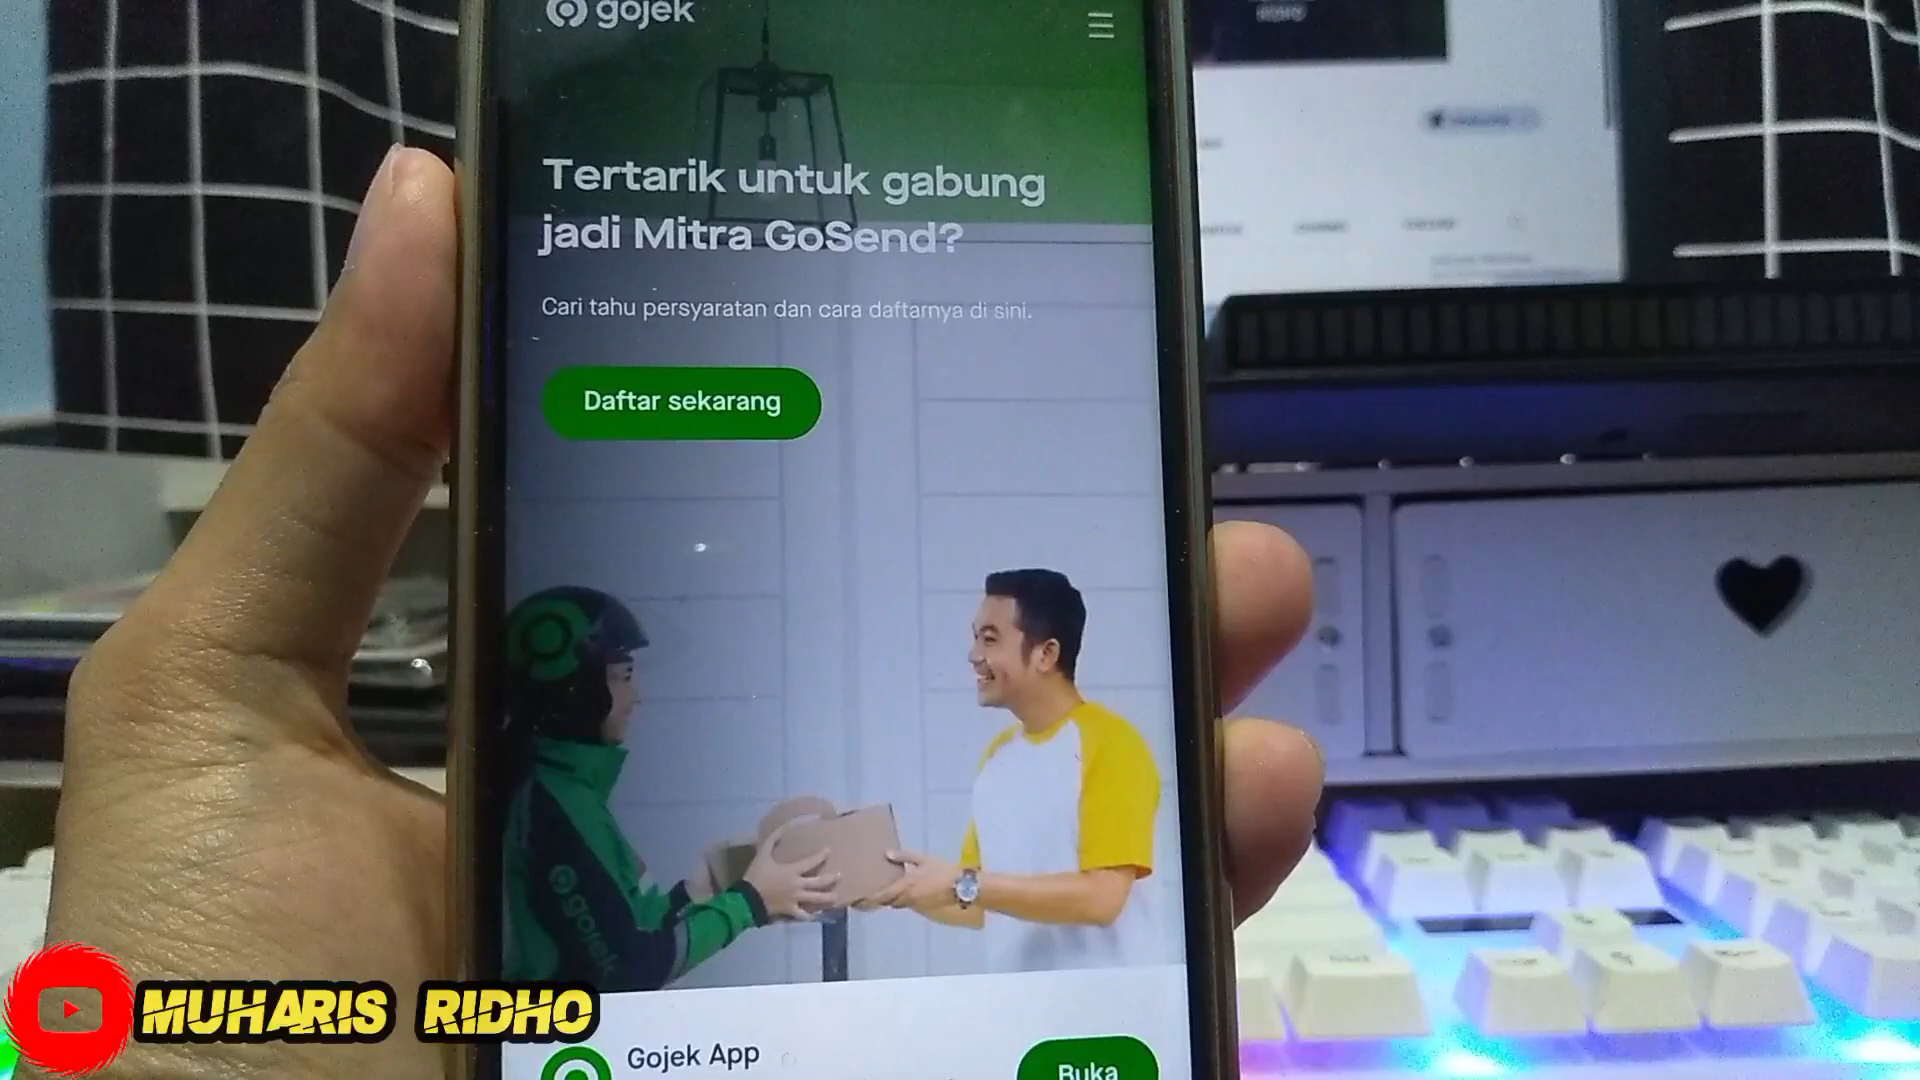 gojek
Tertarik untuk gabung
jadi Mitra GoSend?
Cari tahu persyaratan dan cara daftarnya di sini.
Daftar sekarang
gojek
Gojek App
Buka
MUHARIS RIDHO